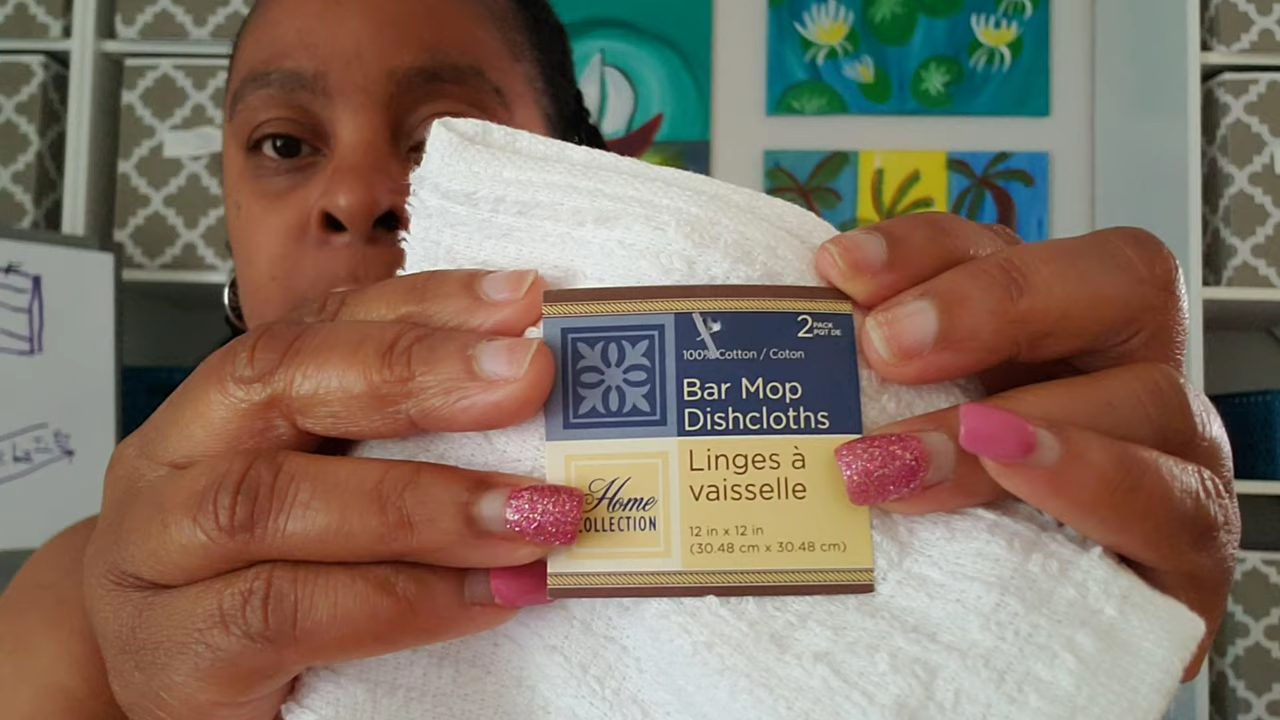 2 PACK
PQT DE
100% Cotton / Coton
Bar Mop
Dishcloths
Linges à
vaisselle
Home
COLLECTION
12 in x 12 in
(30.48 cm x 30.48 cm)